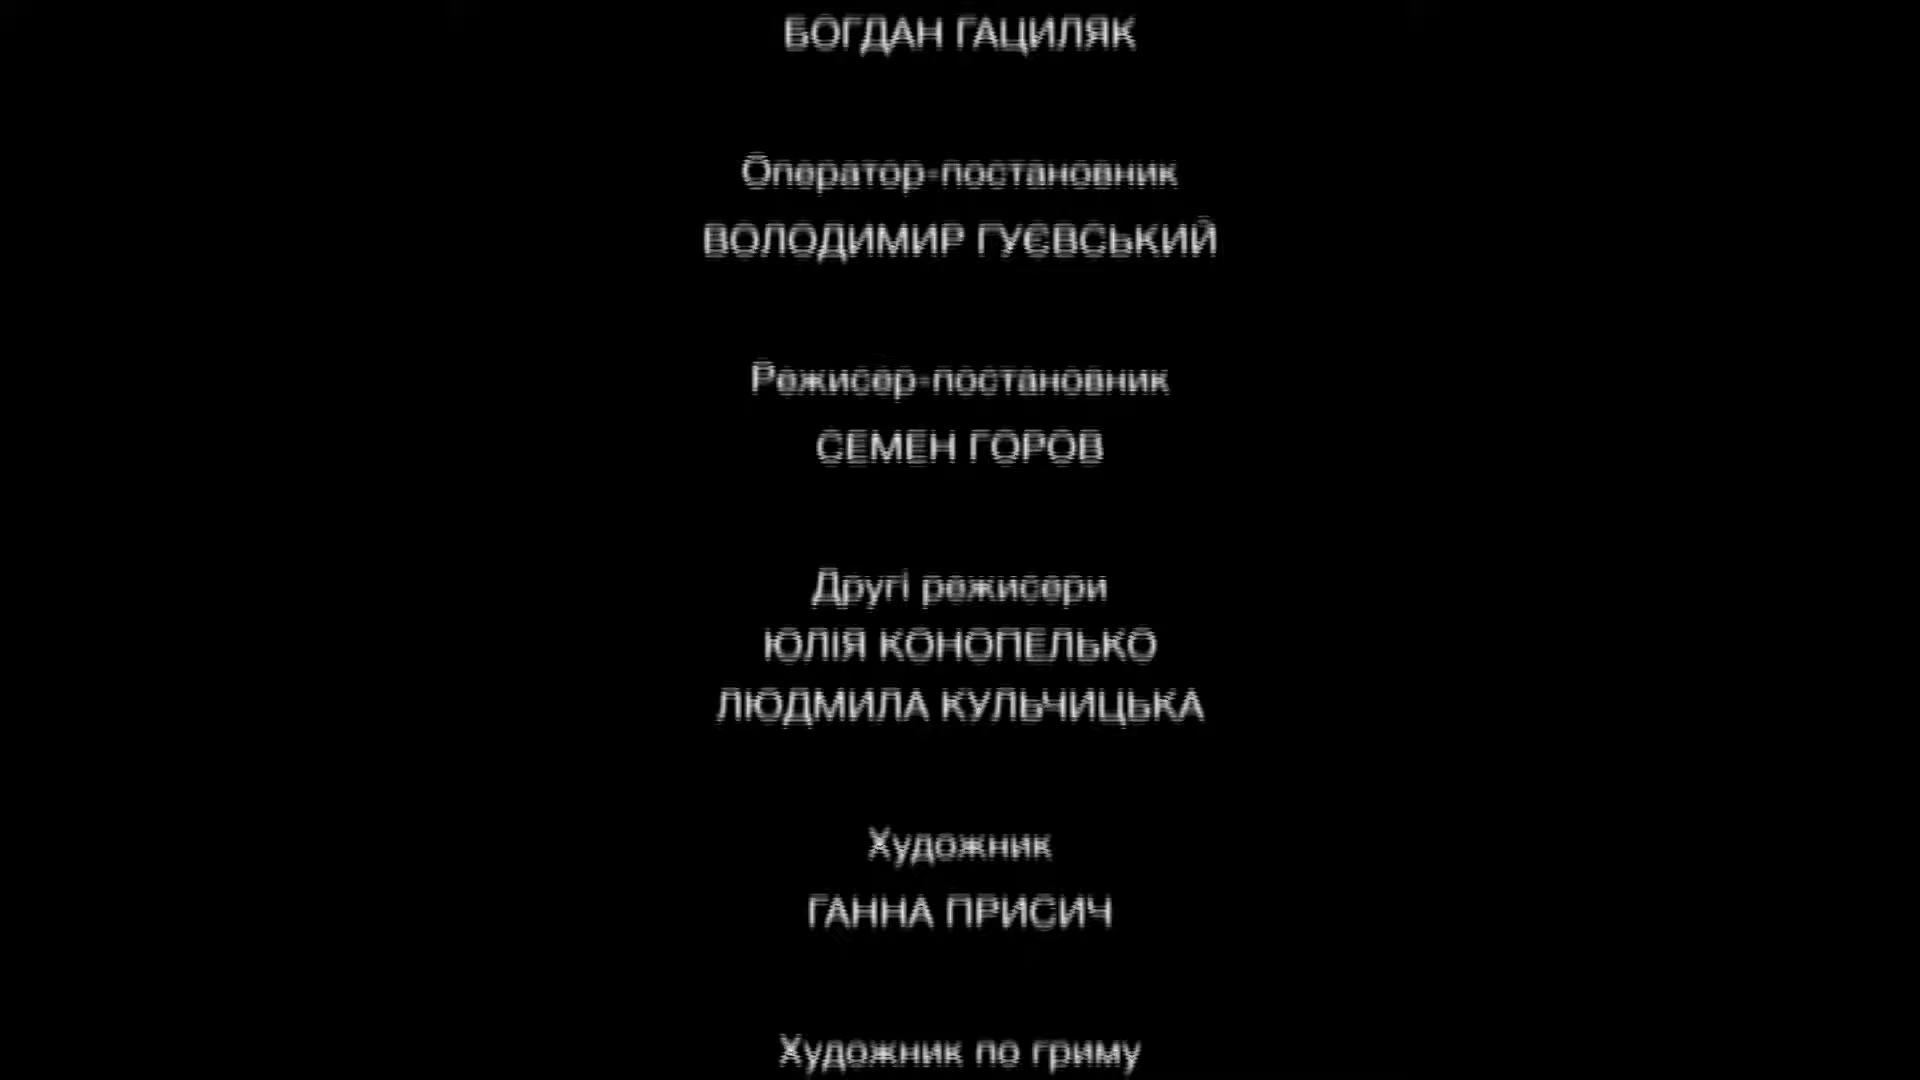 БОГДАН ГАЦИЛЯК
Оператор-постановник
ВОЛОДИМИР ГУЄВСЬКИЙ
Режисер-постановник
СЕМЕН ГОРОВ
Другі режисери
ЮЛІЯ КОНОПЕЛЬКО
ЛЮДМИЛА КУЛЬЧИЦЬКА
Художник
ГАННА ПРИСИЧ
Художник по гриму